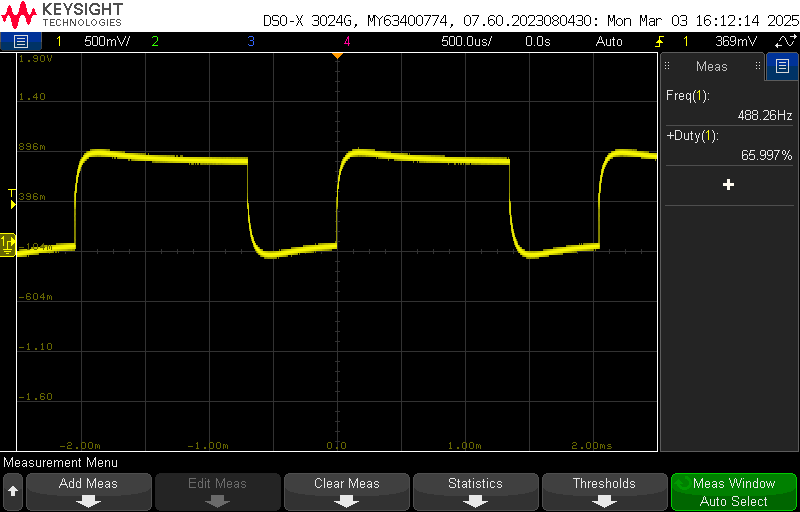 KEYSIGHT
TECHNOLOGIES
DSO-X 3024G, MY63400774, 07.60.2023080430: Mon Mar 03 16:12:14 2025
1 500mV/ 2 3 4 500.0us/ 0.0s Auto 1 369mV
1.90V
1.40
896m
396m
-104m
-604m
-1.10
-1.60
T
1
-2.00m -1.00m 0.0 1.00m 2.00ms
Meas
Freq(1):
488.26Hz
+Duty(1):
65.997%
Measurement Menu
Add Meas
Edit Meas
Clear Meas
Statistics
Thresholds
Meas Window
Auto Select